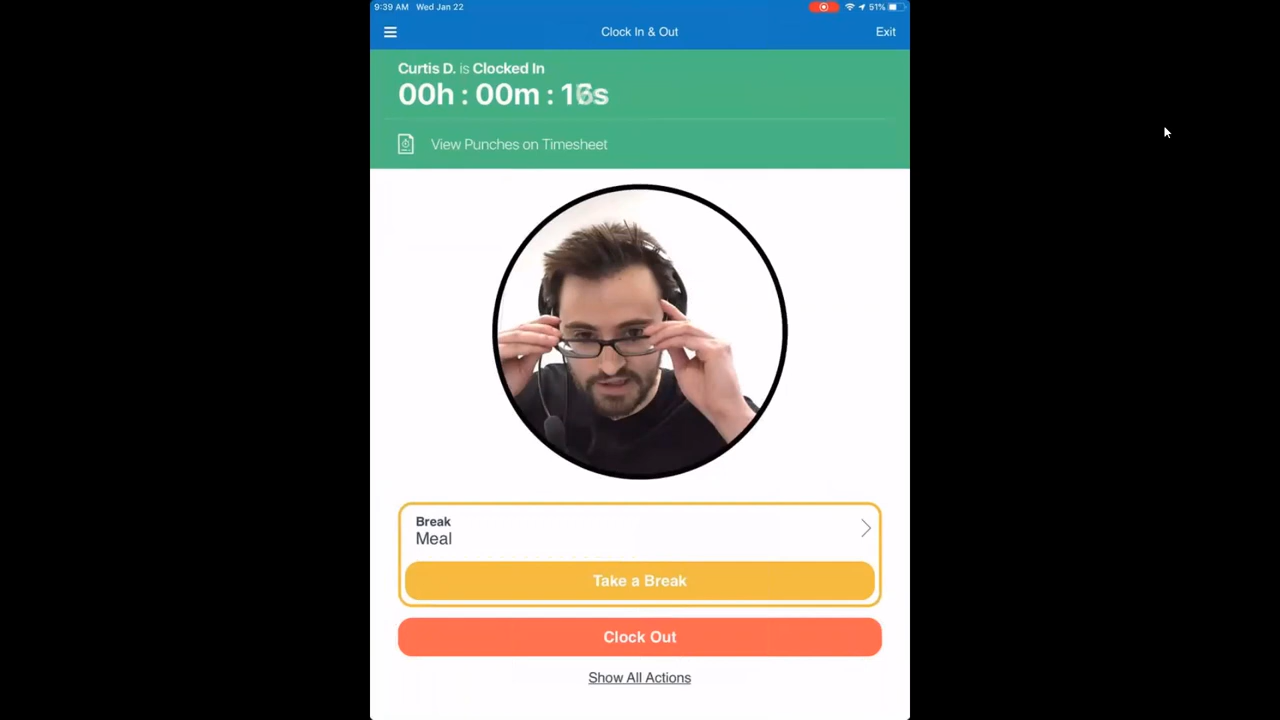 9:39 AM Wed Jan 22
51%
Clock In & Out
Exit
Curtis D. is Clocked In
00h : 00m :
View Punches on Timesheet
Break
Meal
Take a Break
Clock Out
Show All Actions